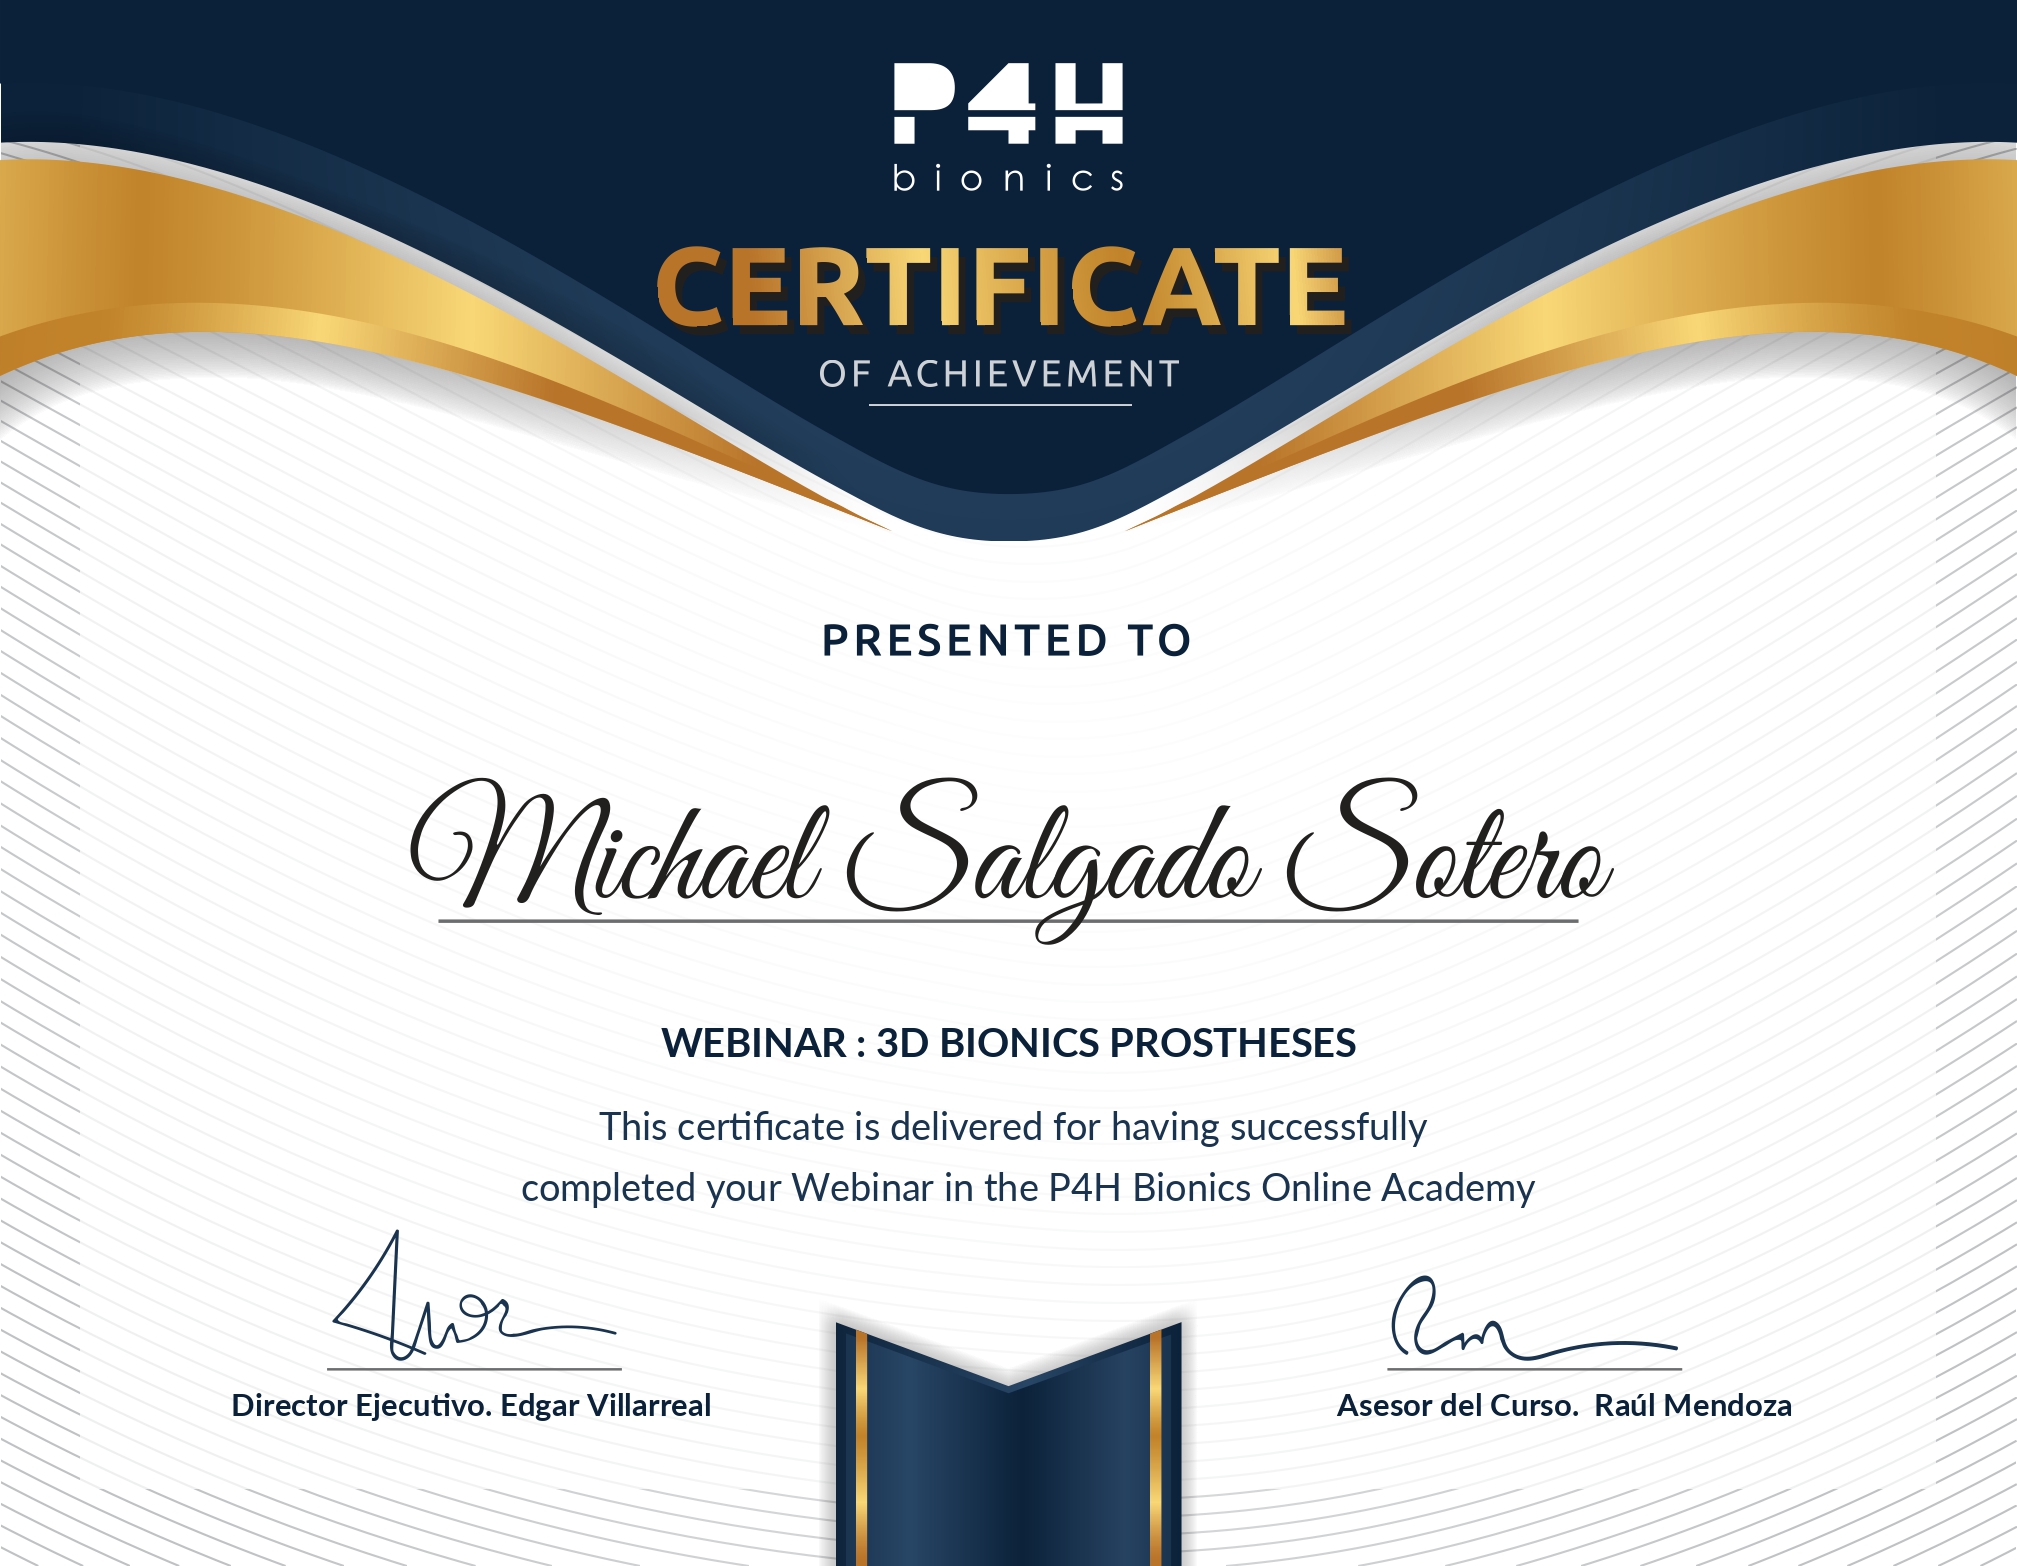 P4H
bionics
CERTIFICATE
OF ACHIEVEMENT
PRESENTED TO
Michael Salgado Sotero
WEBINAR : 3D BIONICS PROSTHESES
This certificate is delivered for having successfully
completed your Webinar in the P4H Bionics Online Academy
Director Ejecutivo. Edgar Villarreal
Asesor del Curso. Raúl Mendoza